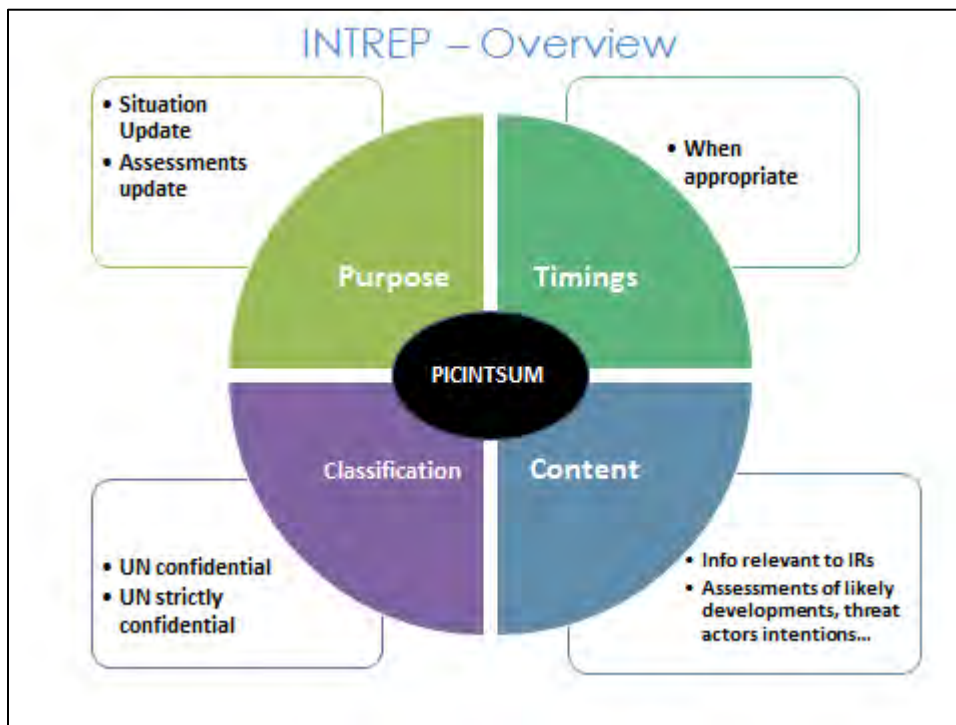 INTREP – Overview
• Situation
Update
• Assessments
update
• When
appropriate
Purpose
Timings
PICINTSUM
Classification
Content
• UN confidential
• UN strictly
confidential
• Info relevant to IRs
• Assessments of likely
developments, threat
actors intentions...